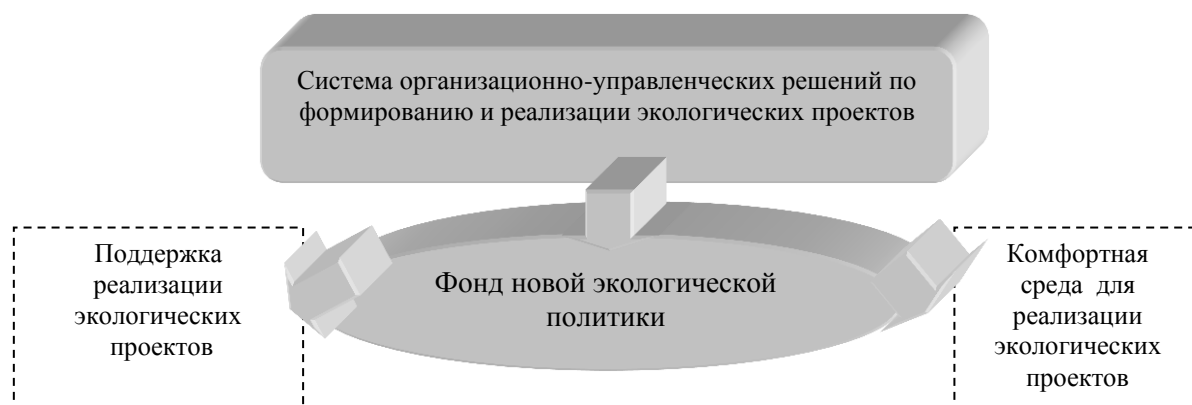 Система организационно-управленческих решений по
формированию и реализации экологических проектов
Поддержка
реализации
экологических
проектов
Фонд новой экологической
политики
Комфортная
среда для
реализации
экологических
проектов